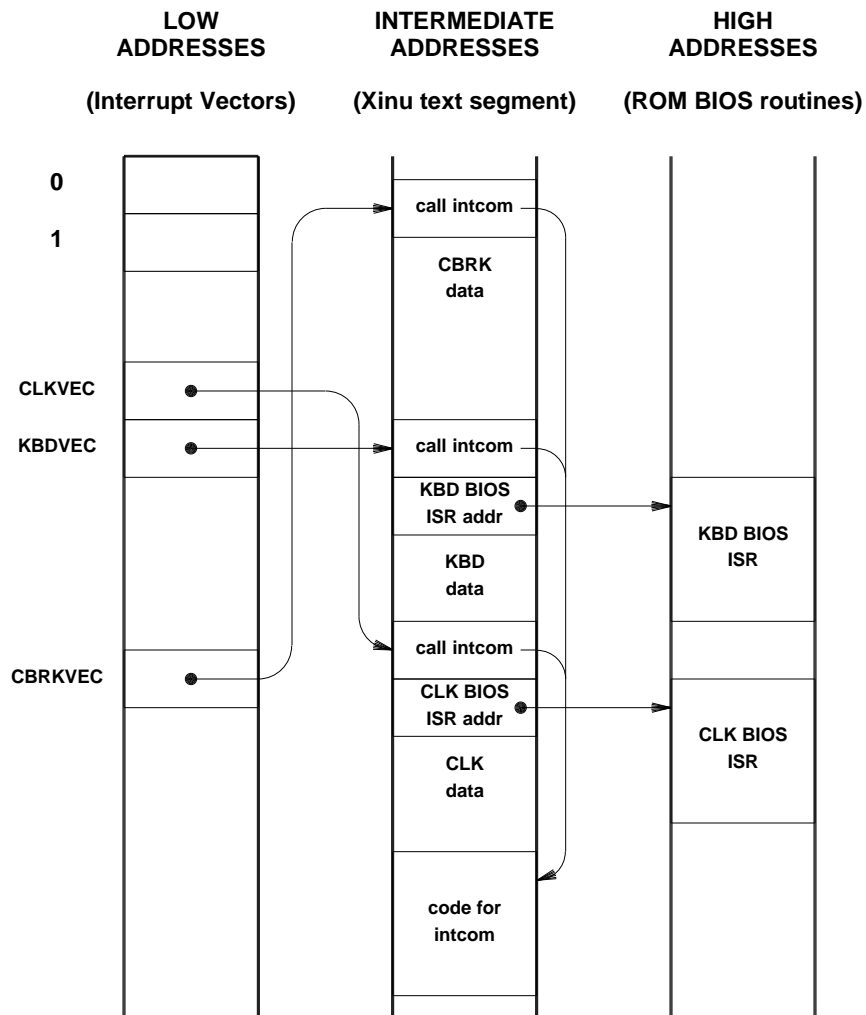 LOW
ADDRESSES
(Interrupt Vectors)
INTERMEDIATE
ADDRESSES
(Xinu text segment)
HIGH
ADDRESSES
(ROM BIOS routines)
0
1
CLKVEC
KBDVEC
CBRKVEC
call intcom
CBRK
data
call intcom
KBD BIOS
ISR addr
KBD
data
call intcom
CLK BIOS
ISR addr
CLK
data
code for
intcom
KBD BIOS
ISR
CLK BIOS
ISR